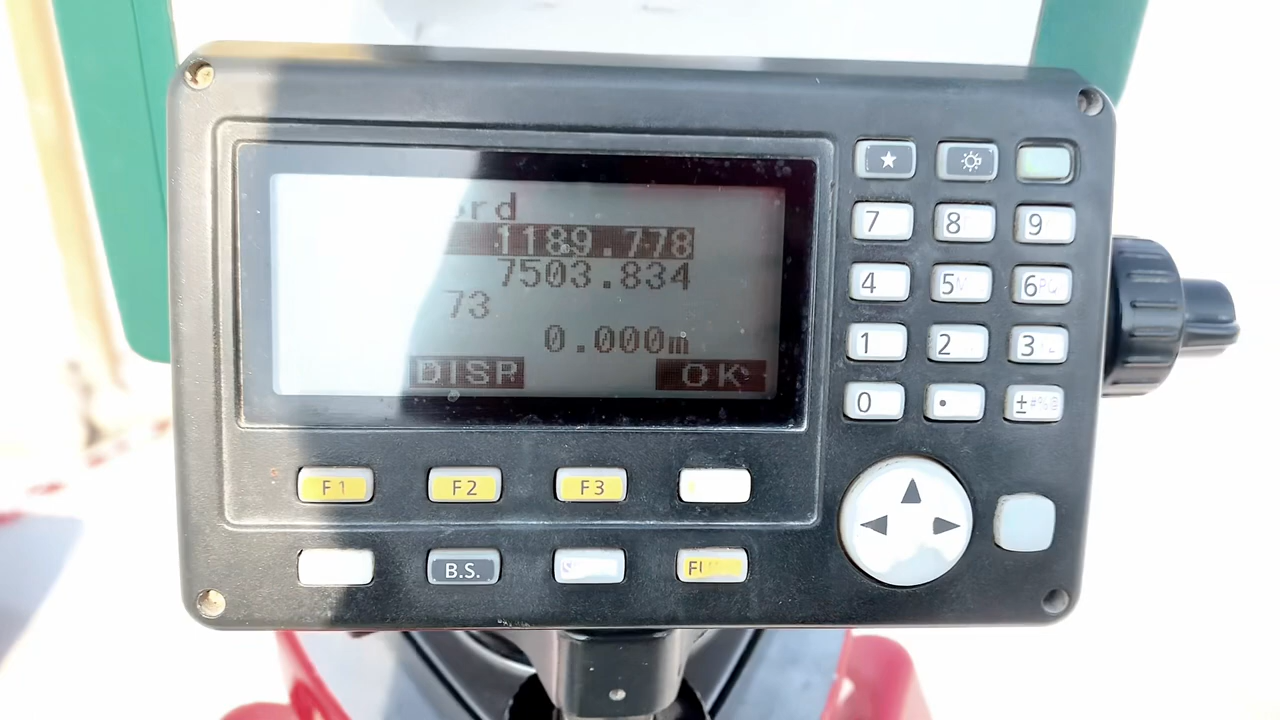 ord
1189.778
7503.834
73
0.000m
DISP OK
★
7 8 9
4 5 6
1 2 3
0 . ±
F1 F2 F3
B.S.